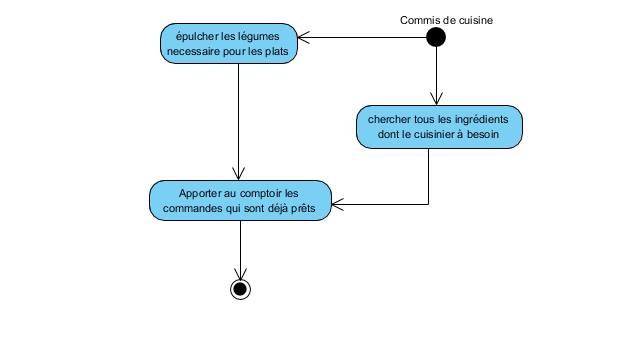 Commis de cuisine
épulcher les légumes
necessaire pour les plats
chercher tous les ingrédients
dont le cuisinier à besoin
Apporter au comptoir les
commandes qui sont déjà prêts